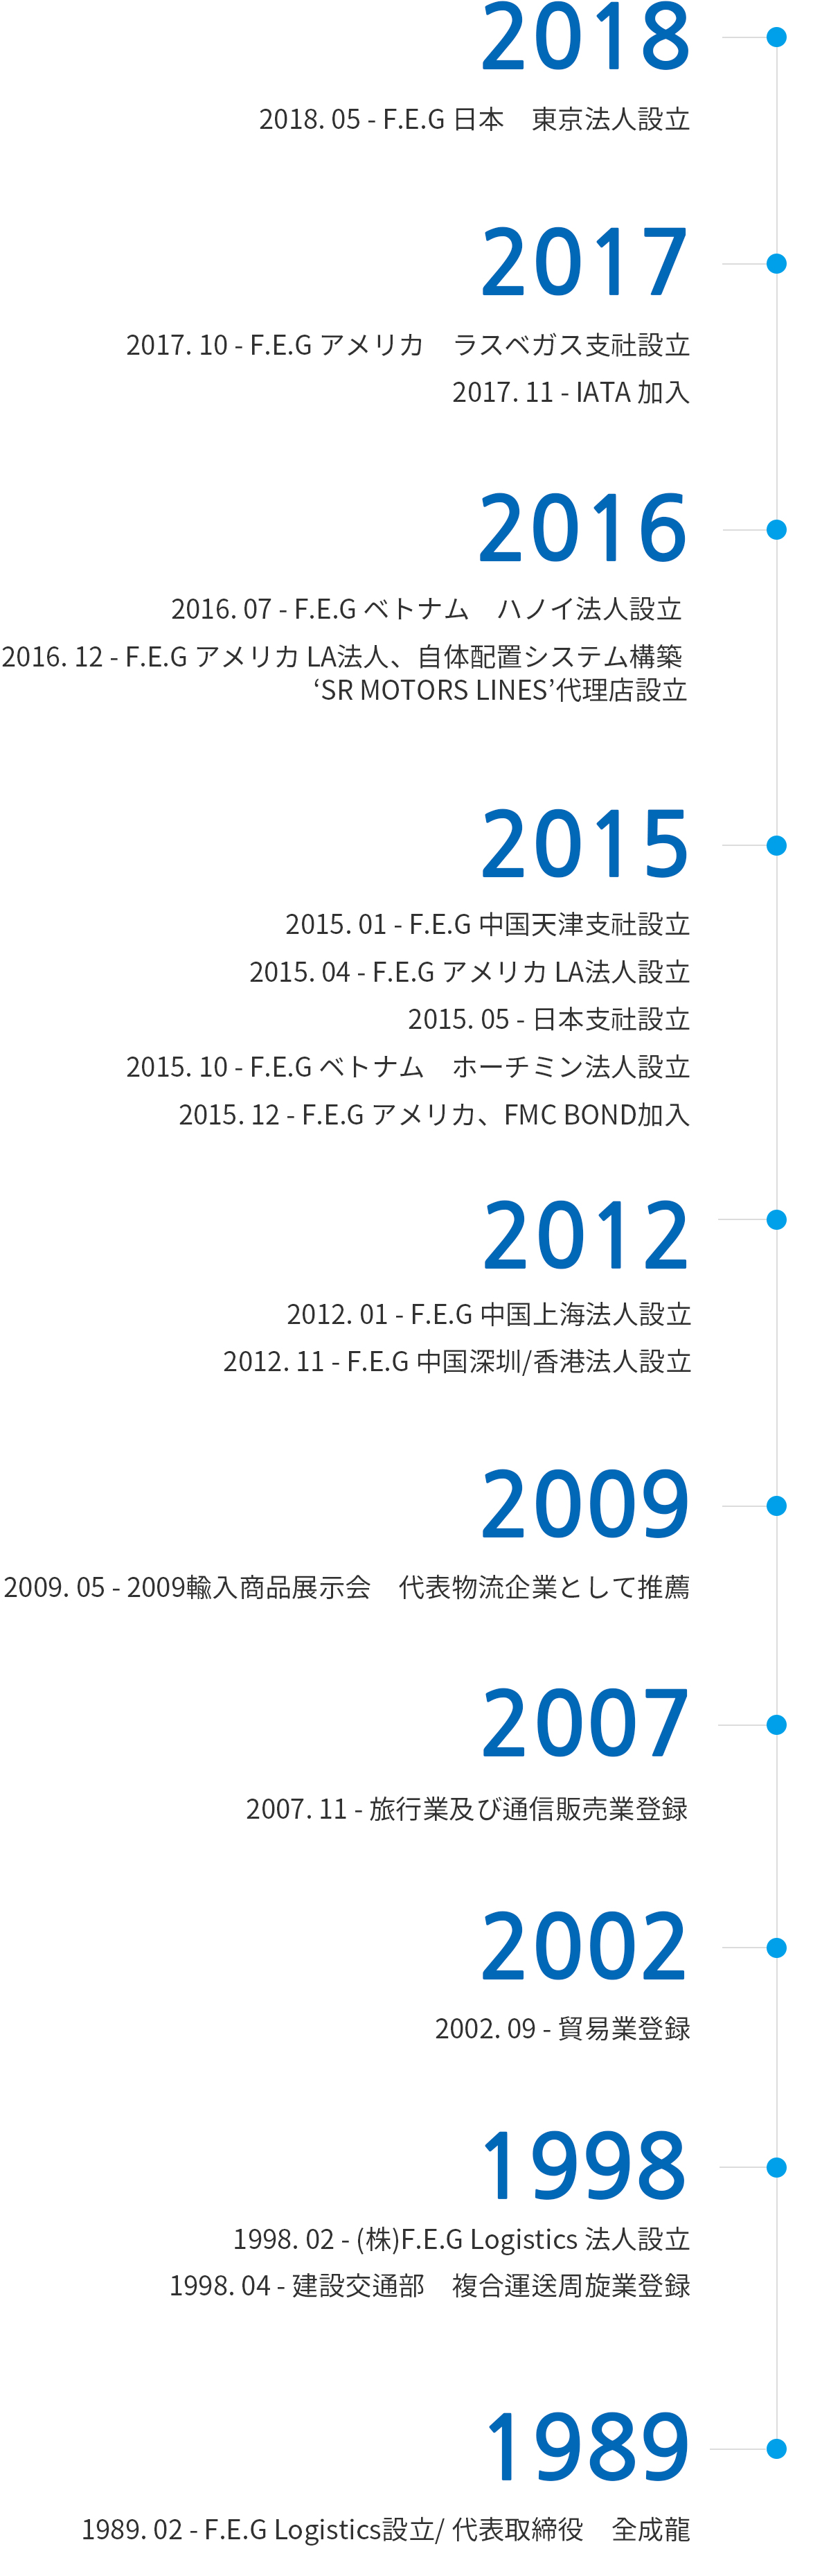 2018
2018. 05 - F.E.G 日本　東京法人設立
2017
2017. 10 - F.E.G アメリカ　ラスベガス支社設立
2017. 11 - IATA 加入
2016
2016. 07 - F.E.G ベトナム　ハノイ法人設立
2016. 12 - F.E.G アメリカ LA法人、自体配置システム構築
‘SR MOTORS LINES’代理店設立
2015
2015. 01 - F.E.G 中国天津支社設立
2015. 04 - F.E.G アメリカ LA法人設立
2015. 05 - 日本支社設立
2015. 10 - F.E.G ベトナム　ホーチミン法人設立
2015. 12 - F.E.G アメリカ、FMC BOND加入
2012
2012. 01 - F.E.G 中国上海法人設立
2012. 11 - F.E.G 中国深圳/香港法人設立
2009
2009. 05 - 2009輸入商品展示会　代表物流企業として推薦
2007
2007. 11 - 旅行業及び通信販売業登録
2002
2002. 09 - 貿易業登録
1998
1998. 02 - (株)F.E.G Logistics 法人設立
1998. 04 - 建設交通部　複合運送周旋業登録
1989
1989. 02 - F.E.G Logistics設立/ 代表取締役　全成龍